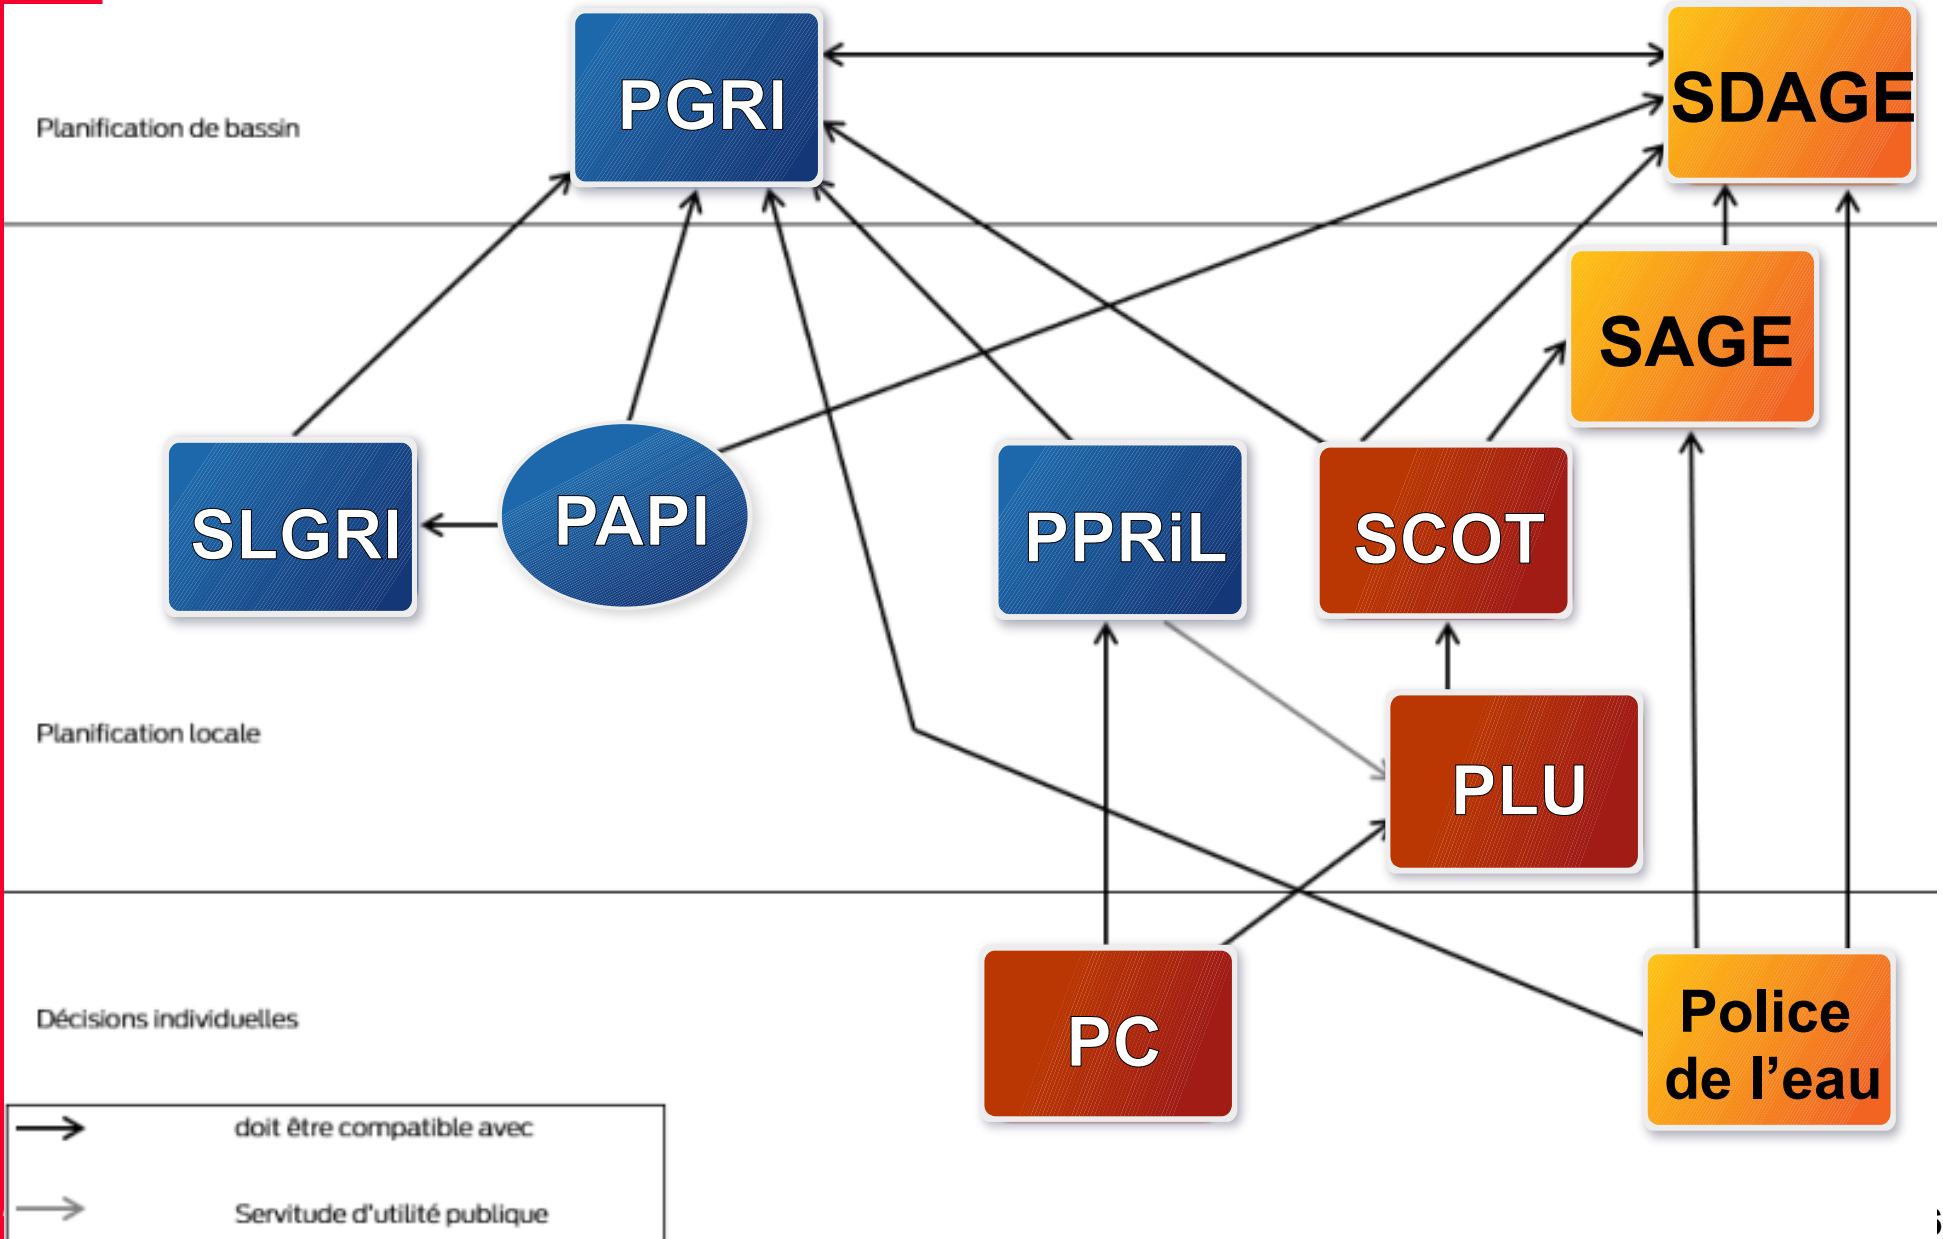 PGRI
SDAGE
Planification de bassin
SAGE
SLGRI
PAPI
PPRiL
SCOT
Planification locale
PLU
Décisions individuelles
PC
Police
de l’eau
doit être compatible avec
Servitude d'utilité publique